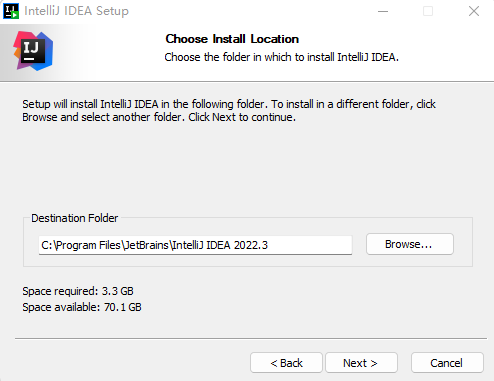 IntelliJ IDEA Setup
IJ
Choose Install Location
Choose the folder in which to install IntelliJ IDEA.
Setup will install IntelliJ IDEA in the following folder. To install in a different folder, click
Browse and select another folder. Click Next to continue.
Destination Folder
C:\Program Files\JetBrains\IntelliJ IDEA 2022.3
Browse...
Space required: 3.3 GB
Space available: 70.1 GB
< Back
Next >
Cancel